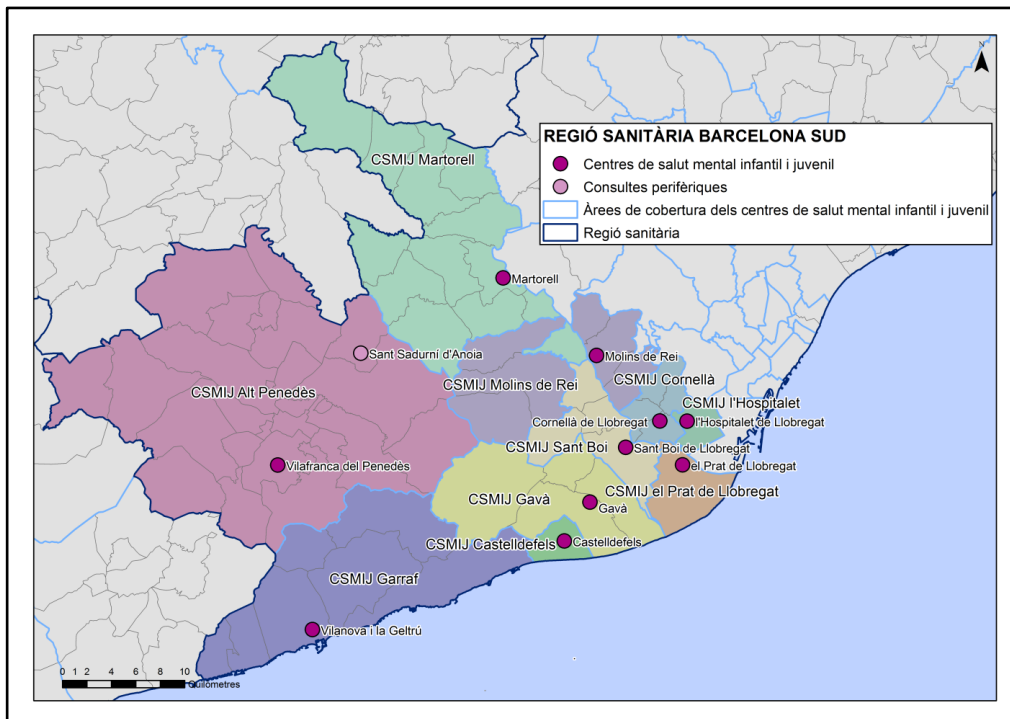 N
REGIÓ SANITÀRIA BARCELONA SUD
Centres de salut mental infantil i juvenil
Consultes perifèriques
Àrees de cobertura dels centres de salut mental infantil i juvenil
Regió sanitària
CSMIJ Martorell
Martorell
Sant Sadurní d'Anoia
Molins de Rei
CSMIJ Molins de Rei
CSMIJ Cornellà
CSMIJ Alt Penedès
CSMIJ l'Hospitalet
Cornellà de Llobregat
l'Hospitalet de Llobregat
CSMIJ Sant Boi
Sant Boi de Llobregat
Vilafranca del Penedès
el Prat de Llobregat
CSMIJ el Prat de Llobregat
CSMIJ Gavà
Gavà
CSMIJ Castelldefels
Castelldefels
CSMIJ Garraf
Vilanova i la Geltrú
0 1 2 4 6 8 10
Quilòmetres